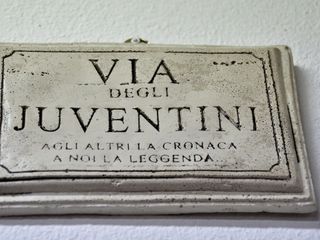 VIA
DEGLI
JUVENTINI
AGLI ALTRI LA CRONACA
A NOI LA LEGGENDA